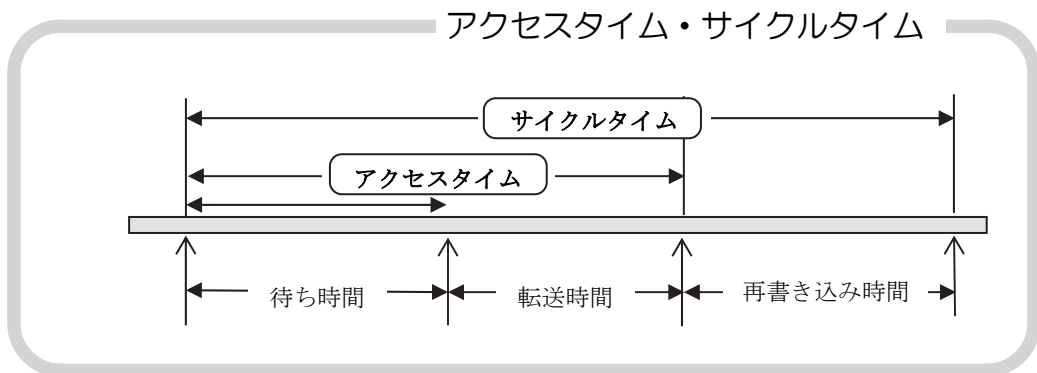 アクセスタイム・サイクルタイム
サイクルタイム
アクセスタイム
待ち時間
転送時間
再書き込み時間